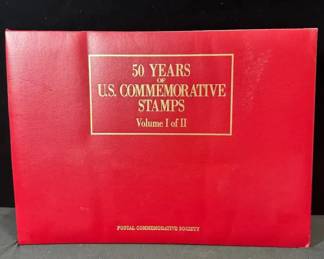 50 YEARS
OF
U.S. COMMEMORATIVE
STAMPS
Volume I of II
POSTAL COMMEMORATIVE SOCIETY